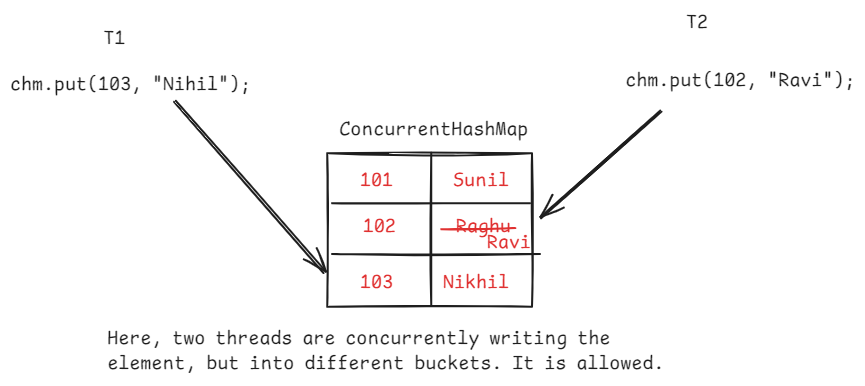 T1
T2
chm.put(103, "Nihil");
chm.put(102, "Ravi");
ConcurrentHashMap
101 Sunil
102 Raghu
Ravi
103 Nikhil
Here, two threads are concurrently writing the
element, but into different buckets. It is allowed.